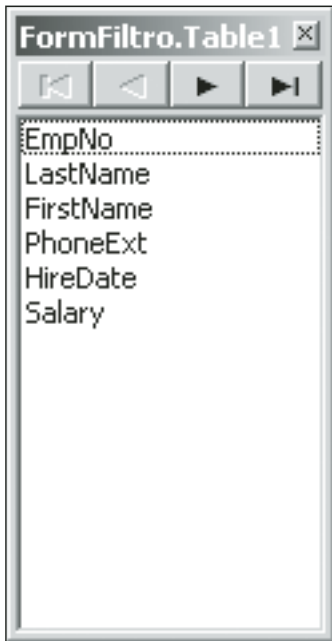 FormFiltro.Table1
EmpNo
LastName
FirstName
PhoneExt
HireDate
Salary